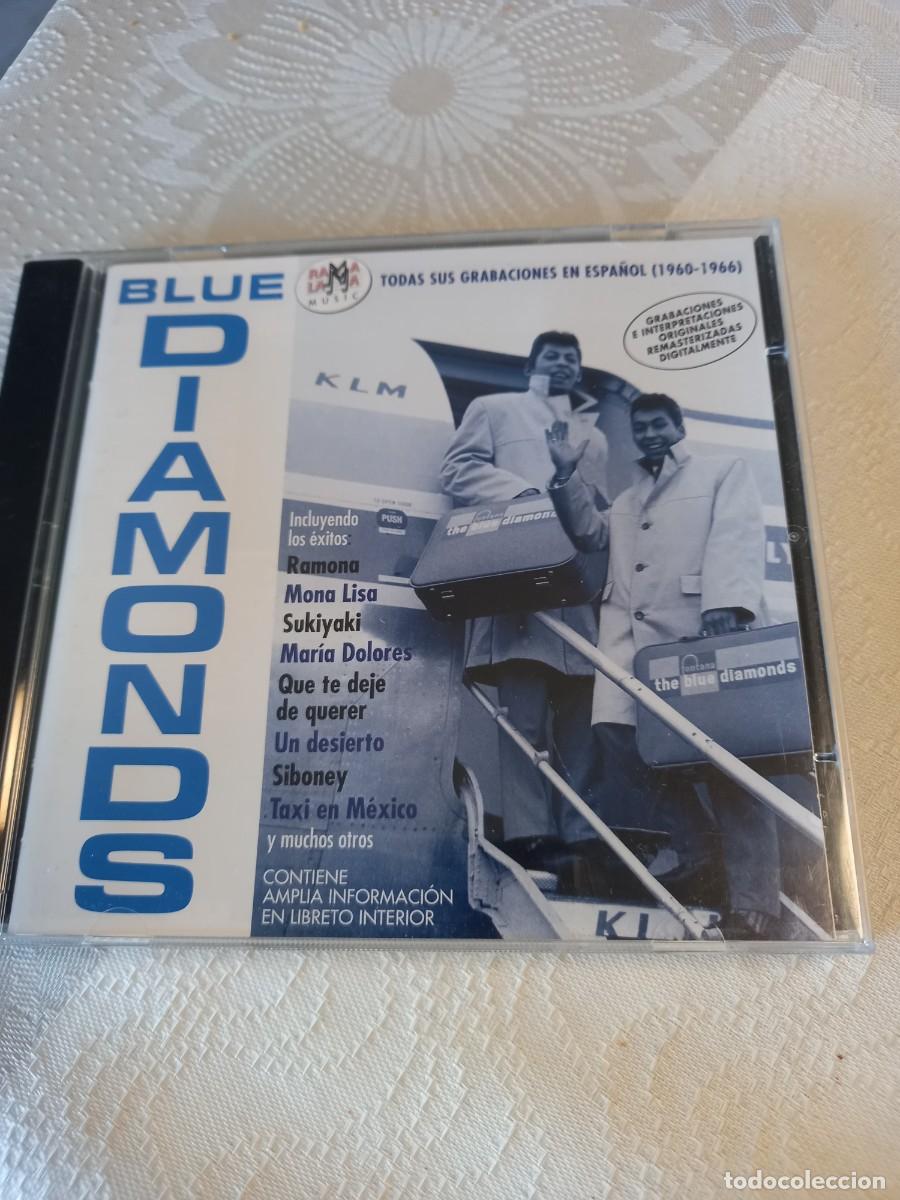 BLUE
DIAMONDS
RAMA
LAMA
MUSIC
TODAS SUS GRABACIONES EN ESPAÑOL (1960-1966)
GRABACIONES
E INTERPRETACIONES
ORIGINALES
REMASTERIZADAS
DIGITALMENTE
KLM
PUSH
Incluyendo
los éxitos:
Ramona
Mona Lisa
Sukiyaki
María Dolores
Que te deje
de querer
Un desierto
Siboney
Taxi en México
y muchos otros
CONTIENE
AMPLIA INFORMACIÓN
EN LIBRETO INTERIOR
fontana
the blue diamonds
fontana
the blue diamonds
KL
todocoleccion